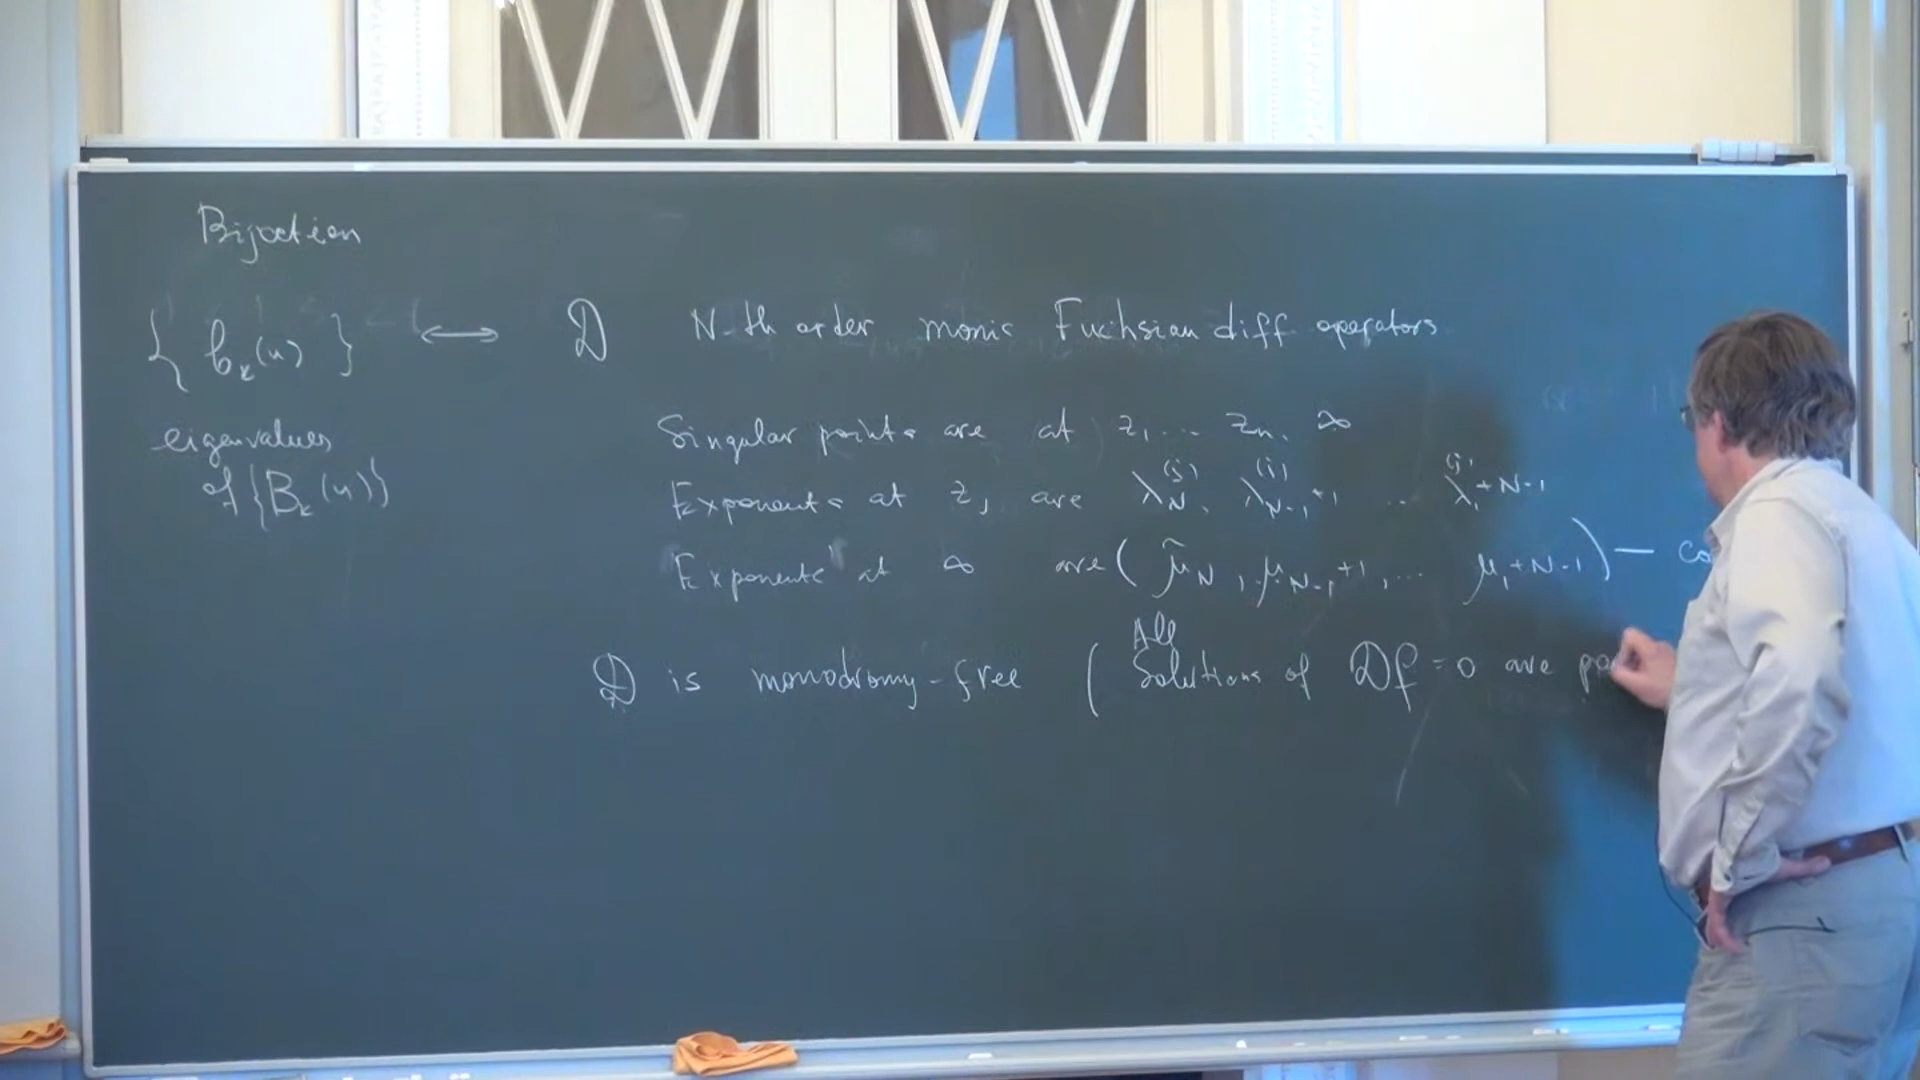 Bijection
{ b_k(u) } ⟷ D N-th order monic Fuchsian diff operators
eigenvalues
of {B_k(u)}
Singular points are at z_1 ... z_n, ∞
Exponents at z_j are λ_N^{(j)}, λ_{N-1}^{(j)}+1 ... λ_1^{(j)}+N-1
Exponents at ∞ are ( μ̃_N, μ_{N-1}+1, ... μ_1+N-1 ) —
D is monodromy-free ( All Solutions of Df = 0 are